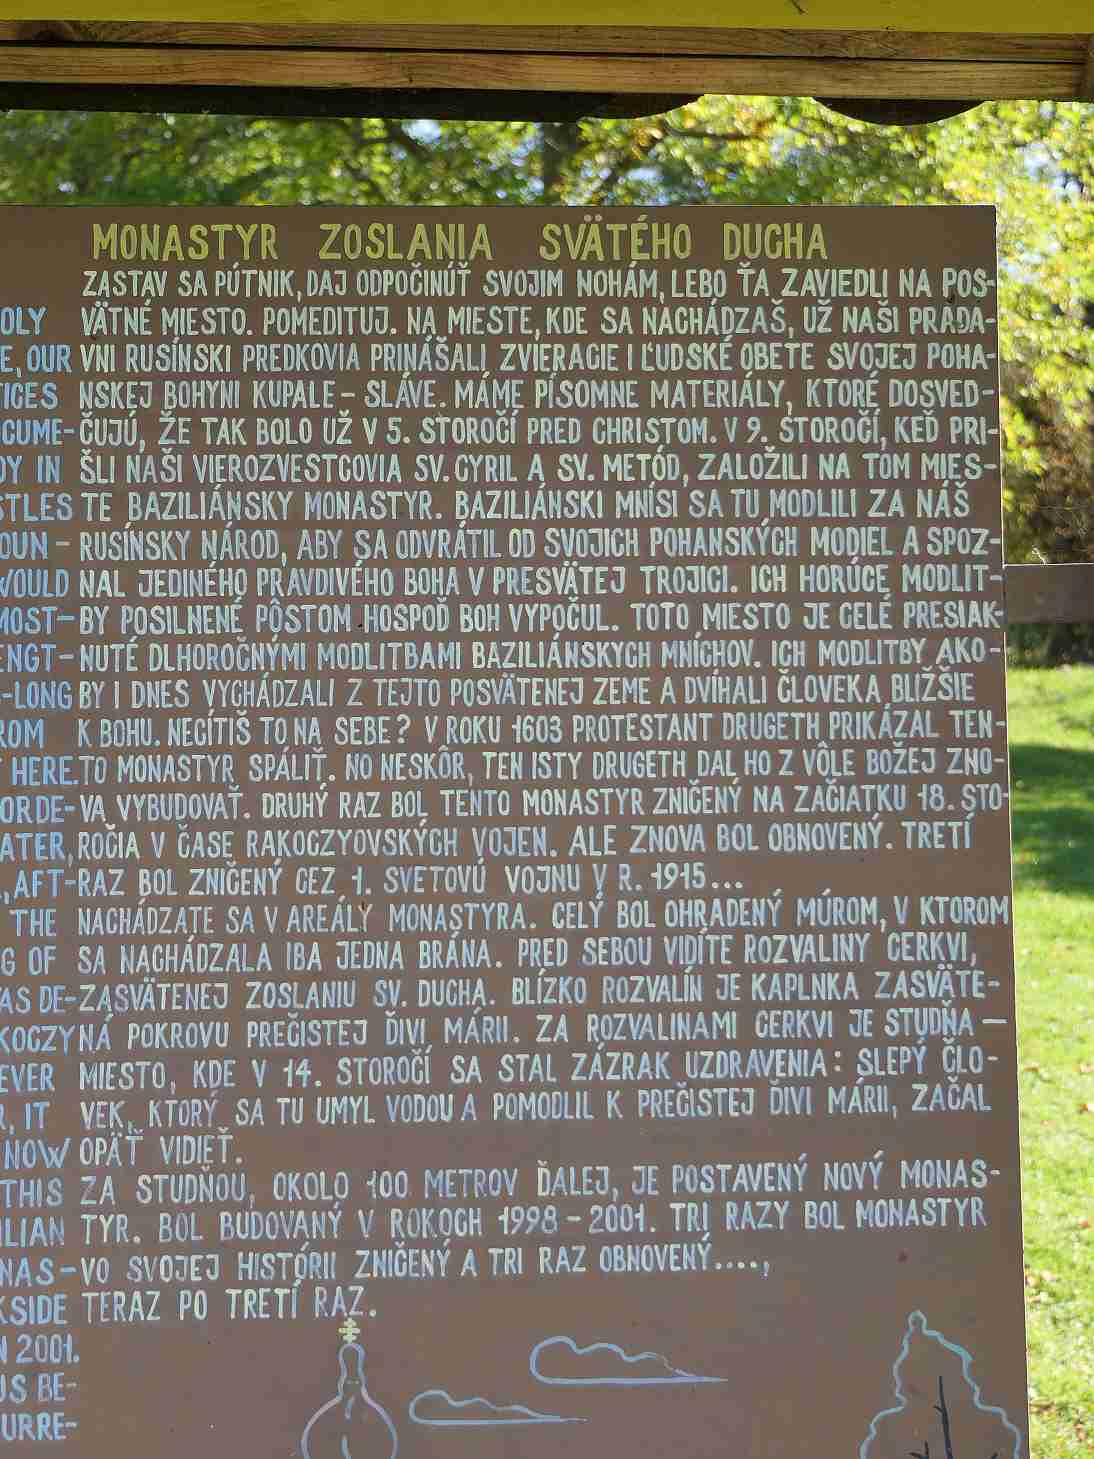 MONASTYR ZOSLANIA SVÄTÉHO DUCHA
ZASTAV SA PÚTNIK, DAJ ODPOČINÚŤ SVOJIM NOHÁM, LEBO ŤA ZAVIEDLI NA POS-
VÄTNÉ MIESTO. POMEDITUJ. NA MIESTE, KDE SA NACHÁDZAŠ, UŽ NAŠI PRADA-
VNI RUSÍNSKI PREDKOVIA PRINÁŠALI ZVIERACIE I ĽUDSKÉ OBETE SVOJEJ POHA-
NSKEJ BOHYNI KUPALE - SLÁVE. MÁME PÍSOMNE MATERIÁLY, KTORÉ DOSVED-
ČUJÚ, ŽE TAK BOLO UŽ V 5. STOROČÍ PRED CHRISTOM. V 9. STOROČÍ, KEĎ PRI-
ŠLI NAŠI VIEROZVESTCOVIA SV. CYRIL A SV. METÓD, ZALOŽILI NA TOM MIES-
TE BAZILIÁNSKY MONASTYR. BAZILIÁNSKI MNÍSI SA TU MODLILI ZA NÁŠ
RUSÍNSKY NÁROD, ABY SA ODVRÁTIL OD SVOJICH POHANSKÝCH MODIEL A SPOZ-
NAL JEDINÉHO PRAVDIVÉHO BOHA V PRESVÄTEJ TROJICI. ICH HORÚCE MODLIT-
BY POSILNENÉ PÔSTOM HOSPOĎ BOH VYPOČUL. TOTO MIESTO JE CELÉ PRESIAK-
NUTÉ DLHOROČNÝMI MODLITBAMI BAZILIÁNSKYCH MNÍCHOV. ICH MODLITBY AKO-
BY I DNES VYCHÁDZALI Z TEJTO POSVÄTENEJ ZEME A DVÍHALI ČLOVEKA BLIŽŠIE
K BOHU. NECÍTIŠ TO NA SEBE? V ROKU 1603 PROTESTANT DRUGETH PRIKÁZAL TEN-
TO MONASTYR SPÁLIŤ. NO NESKÔR, TEN ISTY DRUGETH DAL HO Z VÔLE BOŽEJ ZNO-
VA VYBUDOVAŤ. DRUHÝ RAZ BOL TENTO MONASTYR ZNIČENÝ NA ZAČIATKU 18. STO-
ROČIA V ČASE RAKOCZYOVSKÝCH VOJEN. ALE ZNOVA BOL OBNOVENÝ. TRETÍ
RAZ BOL ZNIČENÝ CEZ 1. SVETOVÚ VOJNU V R. 1915...
NACHÁDZATE SA V AREÁLY MONASTYRA. CELÝ BOL OHRADENÝ MÚROM, V KTOROM
SA NACHÁDZALA IBA JEDNA BRÁNA. PRED SEBOU VIDÍTE ROZVALINY CERKVI,
ZASVÄTENEJ ZOSLANIU SV. DUCHA. BLÍZKO ROZVALÍN JE KAPLNKA ZASVÄTE-
NÁ POKROVU PREČISTEJ ĎIVI MÁRII. ZA ROZVALINAMI CERKVI JE STUDŇA —
MIESTO, KDE V 14. STOROČÍ SA STAL ZÁZRAK UZDRAVENIA: SLEPÝ ČLO-
VEK, KTORÝ SA TU UMYL VODOU A POMODLIL K PREČISTEJ ĎIVI MÁRII, ZAČAL
OPÄŤ VIDIEŤ.
ZA STUDŇOU, OKOLO 100 METROV ĎALEJ, JE POSTAVENÝ NOVÝ MONAS-
TYR. BOL BUDOVANÝ V ROKOCH 1998 - 2001. TRI RAZY BOL MONASTYR
VO SVOJEJ HISTÓRII ZNIČENÝ A TRI RAZ OBNOVENÝ....,
TERAZ PO TRETÍ RAZ.
OLY
E, OUR
TICES
CUME-
DY IN
STLES
OUN-
WOULD
MOST-
ENGT-
-LONG
ROM
HERE.
ORDE-
ATER,
, AFT-
THE
G OF
AS DE-
KOCZY
EVER
R, IT
NOW
THIS
ILIAN
NAS-
KSIDE
N 2001.
US BE-
URRE-